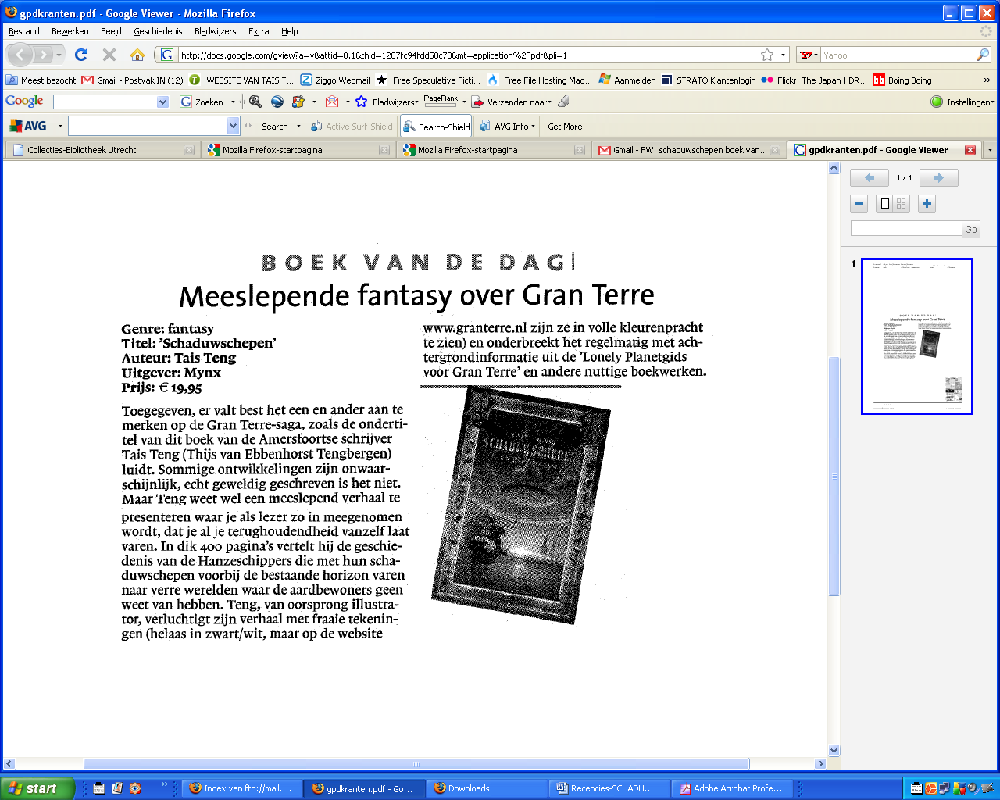 gpdkranten.pdf - Google Viewer - Mozilla Firefox
Bestand Bewerken Beeld Geschiedenis Bladwijzers Extra Help
http://docs.google.com/gview?a=v&attid=0.1&thid=1207fc94fdd50c70&mt=application%2Fpdf&pli=1 Yahoo
Meest bezocht Gmail - Postvak IN (12) WEBSITE VAN TAIS T... Ziggo Webmail Free Speculative Ficti... Free File Hosting Mad... Aanmelden STRATO Klantenlogin Flickr: The Japan HDR... Boing Boing »
Google Zoeken Bladwijzers PageRank Verzenden naar Instellingen
AVG Search Active Surf-Shield Search-Shield AVG Info Get More
Collecties-Bibliotheek Utrecht Mozilla Firefox-startpagina Mozilla Firefox-startpagina Gmail - FW: schaduwschepen boek van... gpdkranten.pdf - Google Viewer
1 / 1
Go
1
BOEK VAN DE DAG
Meeslepende fantasy over Gran Terre
Genre: fantasy
Titel: 'Schaduwschepen'
Auteur: Tais Teng
Uitgever: Mynx
Prijs: € 19,95
Toegegeven, er valt best het een en ander aan te
merken op de Gran Terre-saga, zoals de onderti-
tel van dit boek van de Amersfoortse schrijver
Tais Teng (Thijs van Ebbenhorst Tengbergen)
luidt. Sommige ontwikkelingen zijn onwaar-
schijnlijk, echt geweldig geschreven is het niet.
Maar Teng weet wel een meeslepend verhaal te
presenteren waar je als lezer zo in meegenomen
wordt, dat je al je terughoudendheid vanzelf laat
varen. In dik 400 pagina's vertelt hij de geschie-
denis van de Hanzeschippers die met hun scha-
duwschepen voorbij de bestaande horizon varen
naar verre werelden waar de aardbewoners geen
weet van hebben. Teng, van oorsprong illustra-
tor, verluchtigt zijn verhaal met fraaie tekenin-
gen (helaas in zwart/wit, maar op de website
www.granterre.nl zijn ze in volle kleurenpracht
te zien) en onderbreekt het regelmatig met ach-
tergrondinformatie uit de 'Lonely Planetgids
voor Gran Terre' en andere nuttige boekwerken.
SCHADUWSCHEPEN
start » Index van ftp://mail.... gpdkranten.pdf - Go... Downloads Recencies-SCHADU... Adobe Acrobat Profe...